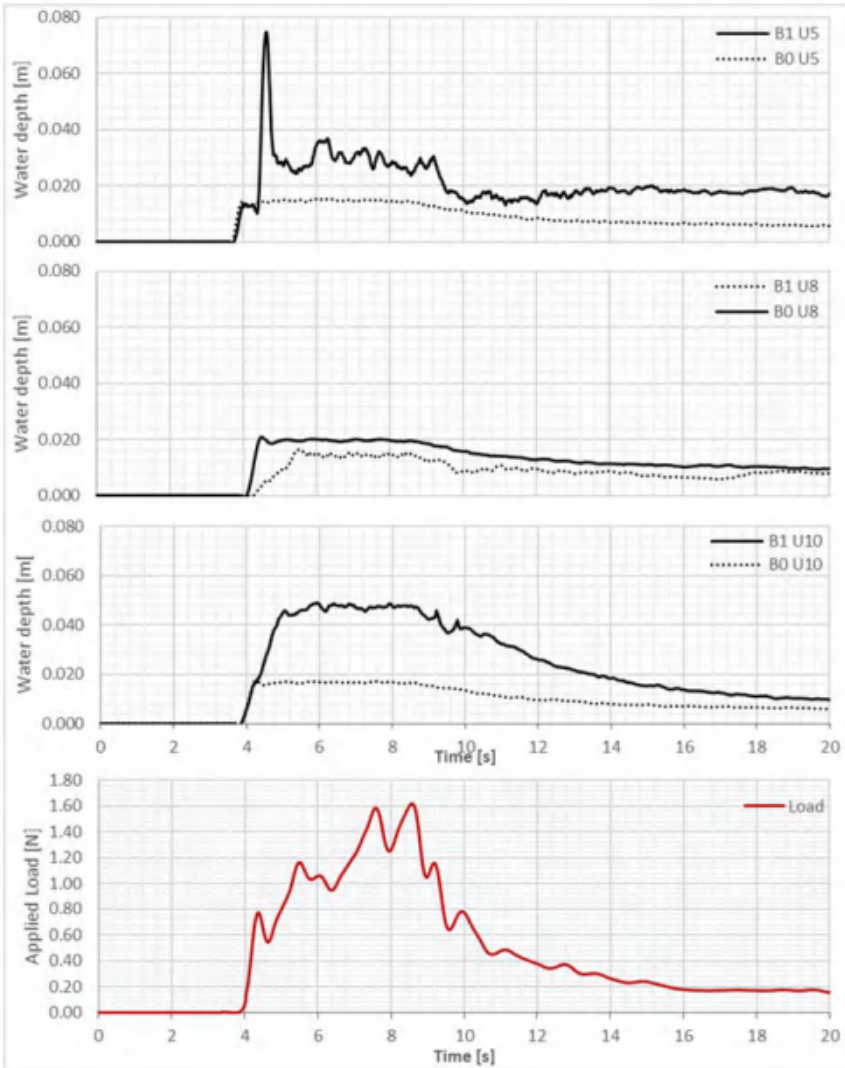 0.080
0.060
0.040
0.020
0.000
Water depth [m]
B1 U5
B0 U5
0.080
0.060
0.040
0.020
0.000
Water depth [m]
B1 U8
B0 U8
0.080
0.060
0.040
0.020
0.000
Water depth [m[
B1 U10
B0 U10
0 2 4 6 8 10 12 14 16 18 20
Time [s]
1.80
1.60
1.40
1.20
1.00
0.80
0.60
0.40
0.20
0.00
Applied Load [N]
Load
0 2 4 6 8 10 12 14 16 18 20
Time [s]